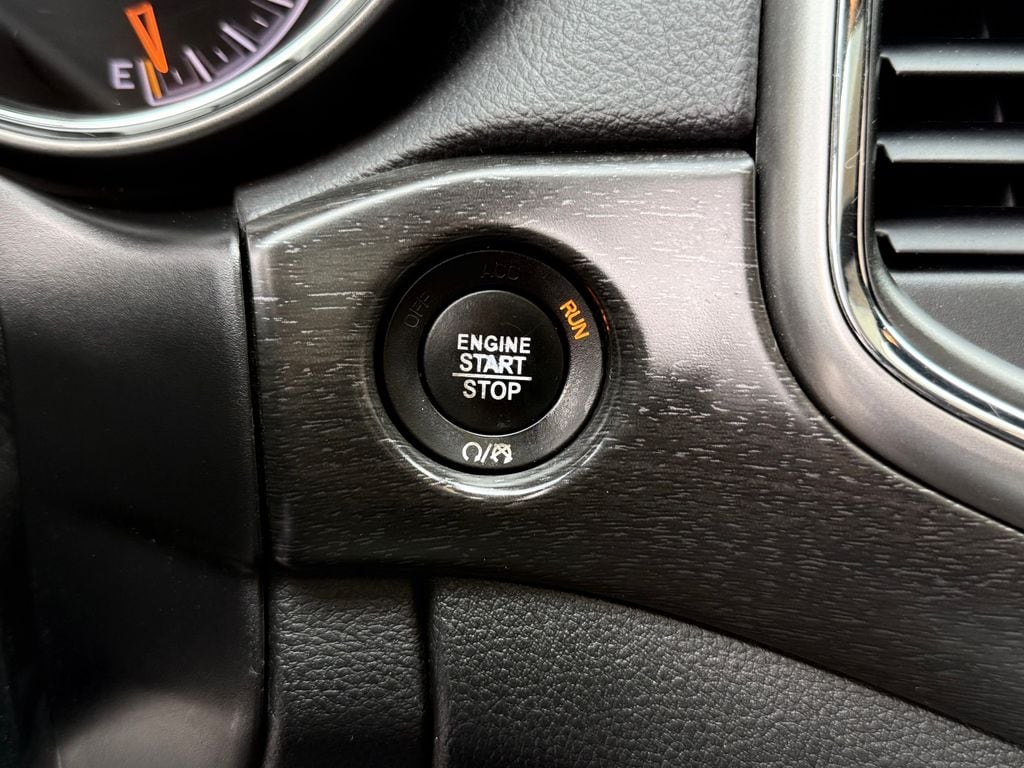 E
OFF
ACC
RUN
ENGINE
START
STOP